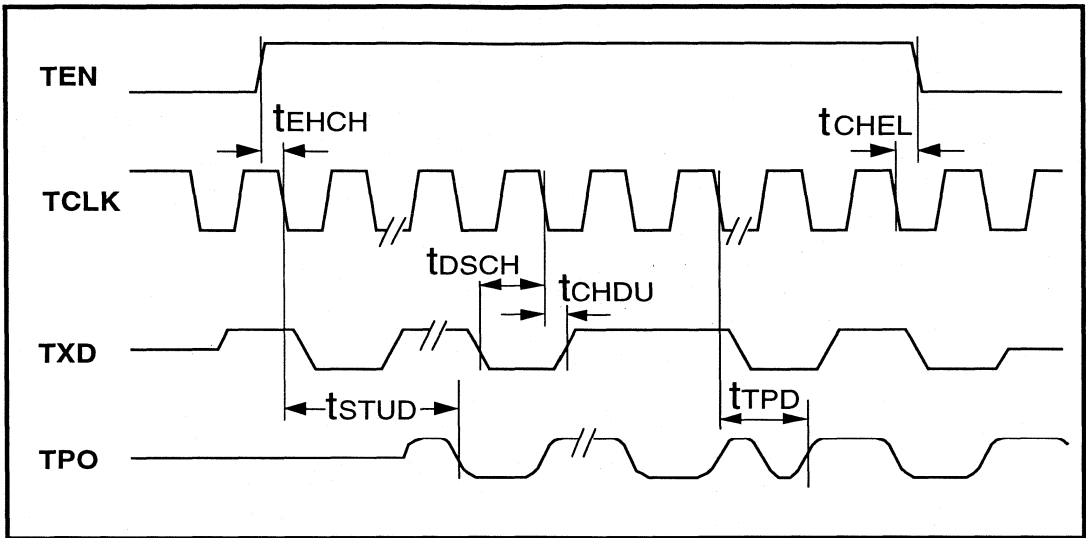 TEN
tEHCH
tCHEL
TCLK
tDSCH
tCHDU
TXD
tSTUD
tTPD
TPO